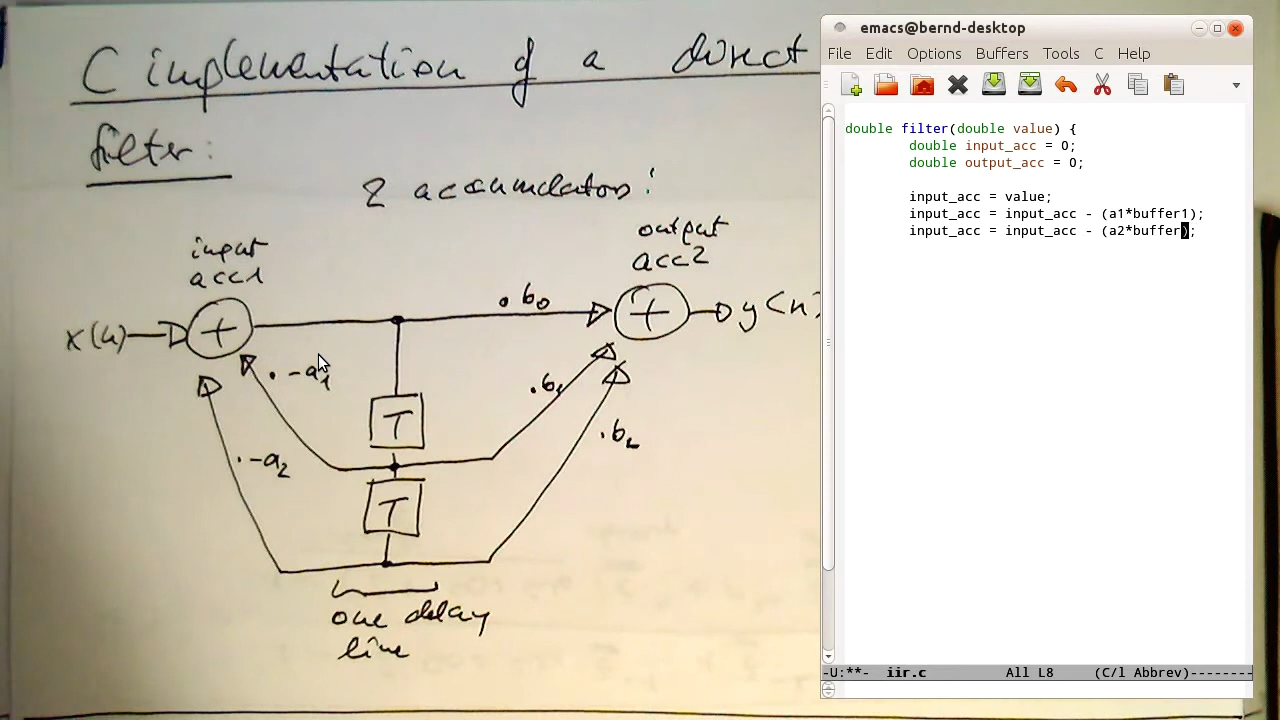 C implementation of a direct
filter:
2 accumulators:
input
acc1
output
acc2
x(n)
+
.b0
+
y(n)
. -a1
.b1
T
.b2
. -a2
T
one delay
line
emacs@bernd-desktop
File Edit Options Buffers Tools C Help
double filter(double value) {
double input_acc = 0;
double output_acc = 0;
input_acc = value;
input_acc = input_acc - (a1*buffer1);
input_acc = input_acc - (a2*buffer);
-U:**- iir.c All L8 (C/l Abbrev)--------